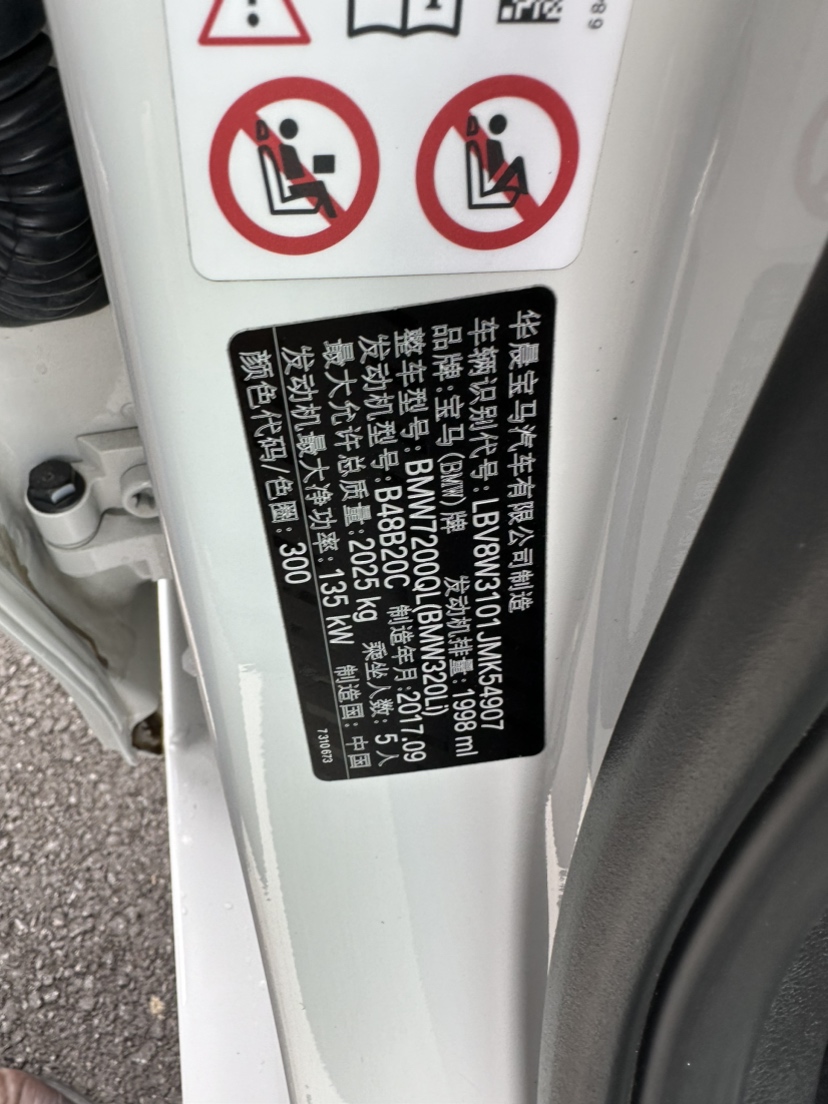 华晨宝马汽车有限公司制造
车辆识别代号:LBV8W3101JMK54907
品牌:宝马(BMW)牌 发动机排量:1998 ml
整车型号:BMW7200QL(BMW320Li)
发动机型号:B48B20C 制造年月:2017.09
最大允许总质量:2025 kg 乘坐人数:5人
发动机最大净功率:135 kW 制造国:中国
颜色代码/色圈:300 7310673